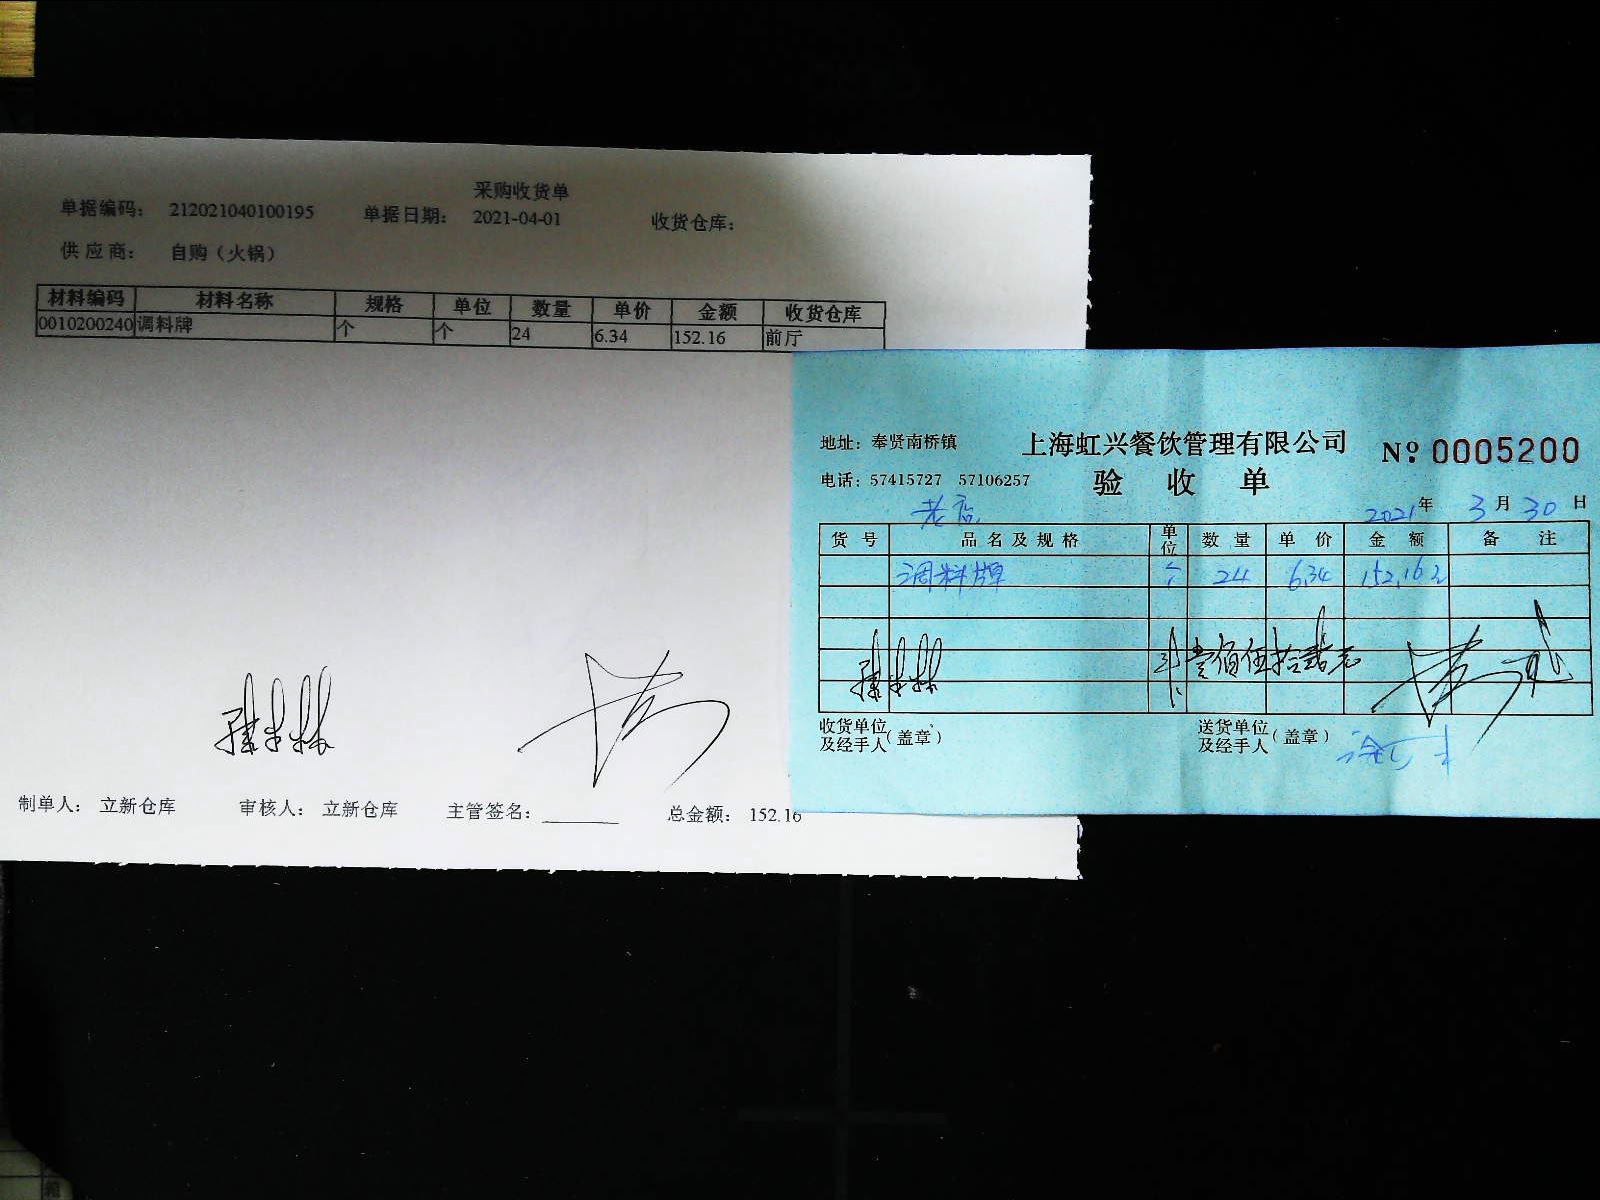 采购收货单
单据编码： 212021040100195 单据日期： 2021-04-01 收货仓库：
供应商： 自购（火锅）
材料编码 材料名称 规格 单位 数量 单价 金额 收货仓库
0010200240 调料牌 个 个 24 6.34 152.16 前厅
制单人： 立新仓库 审核人： 立新仓库 主管签名：________ 总金额： 152.16
地址：奉贤南桥镇 上海虹兴餐饮管理有限公司 Nº 0005200
电话：57415727 57106257 验收单
老店 2021年 3月 30日
货号 品名及规格 单位 数量 单价 金额 备注
调料牌 个 24 6.34 152.16
收货单位及经手人（盖章） 送货单位及经手人（盖章）